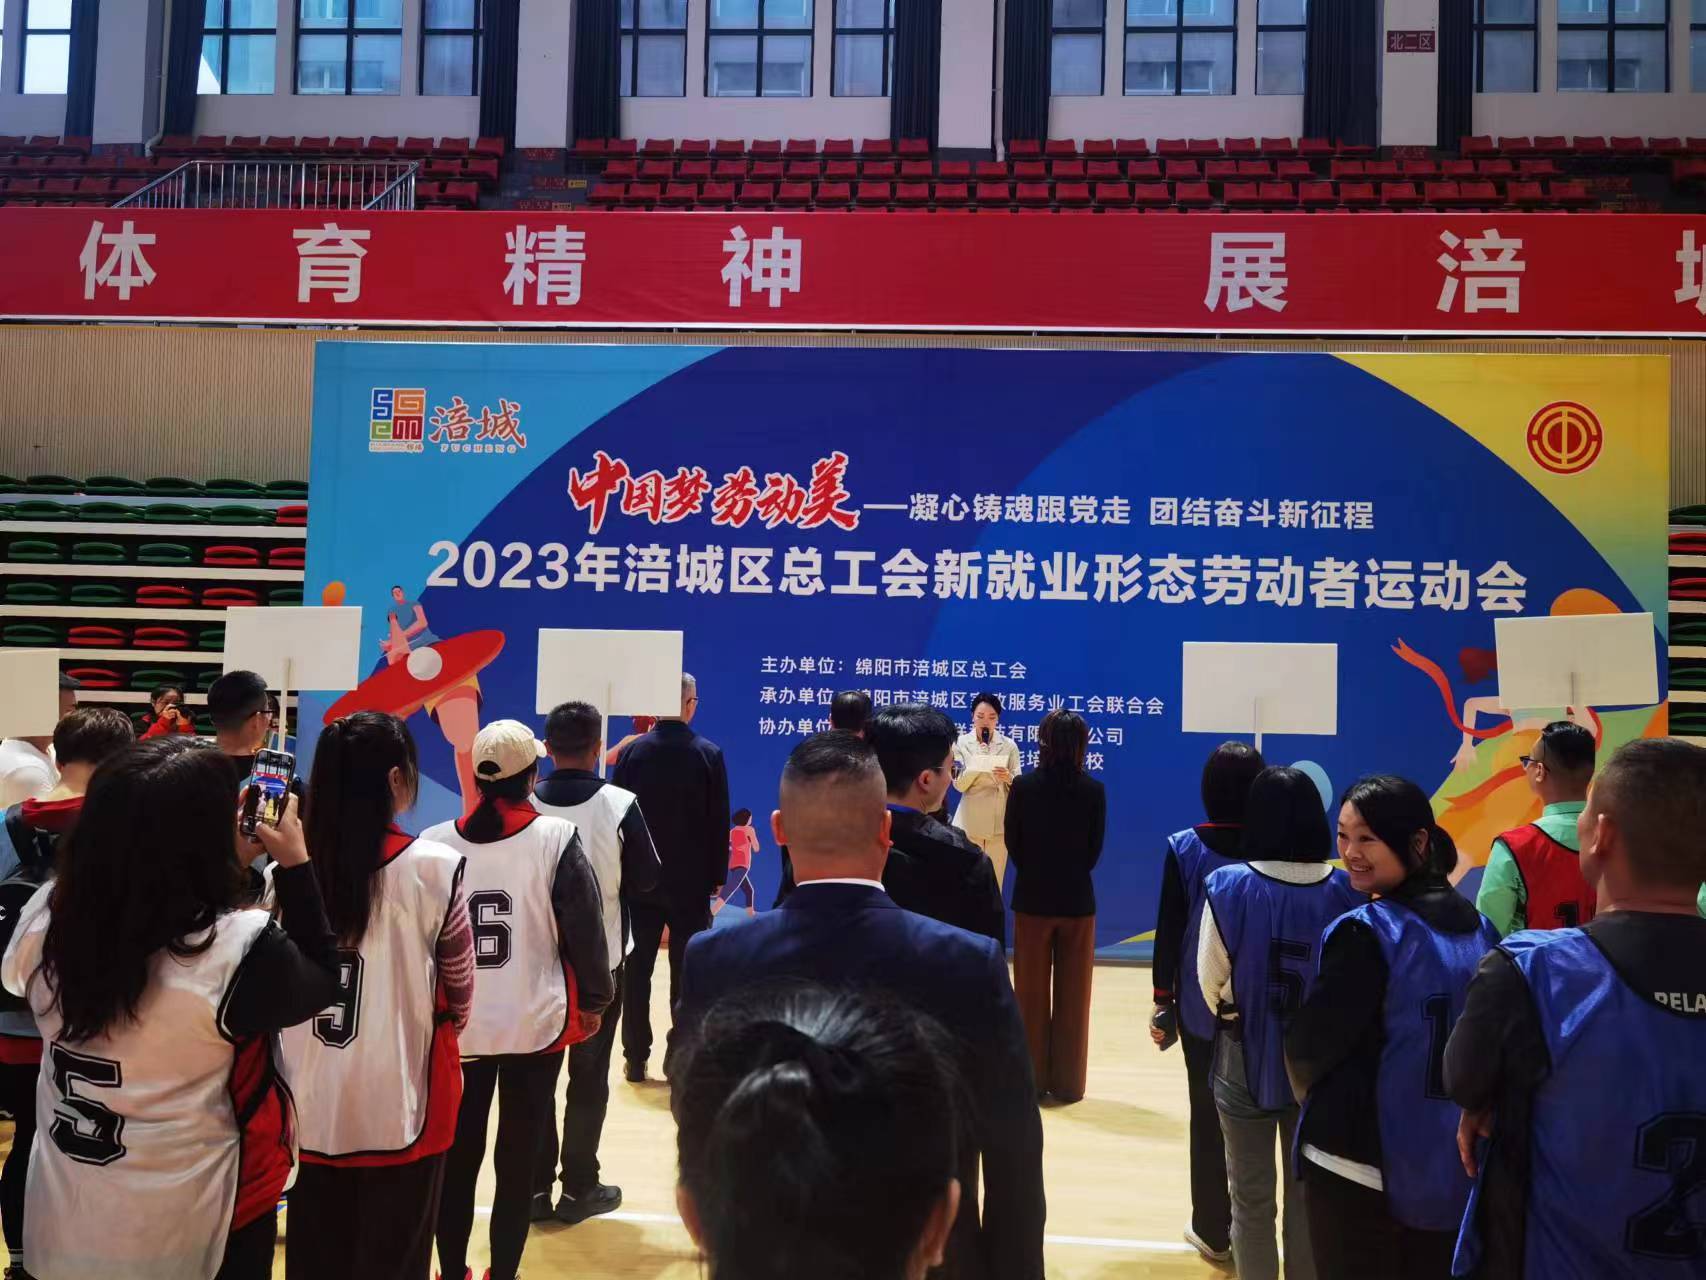 北二区
体育精神 展涪城
涪城
FUCHENG
中国梦 劳动美——凝心铸魂跟党走 团结奋斗新征程
2023年涪城区总工会新就业形态劳动者运动会
主办单位：绵阳市涪城区总工会
承办单位：绵阳市涪城区家政服务业工会联合会
协办单位
公司
校
5
9
6
5
1
2
RELA